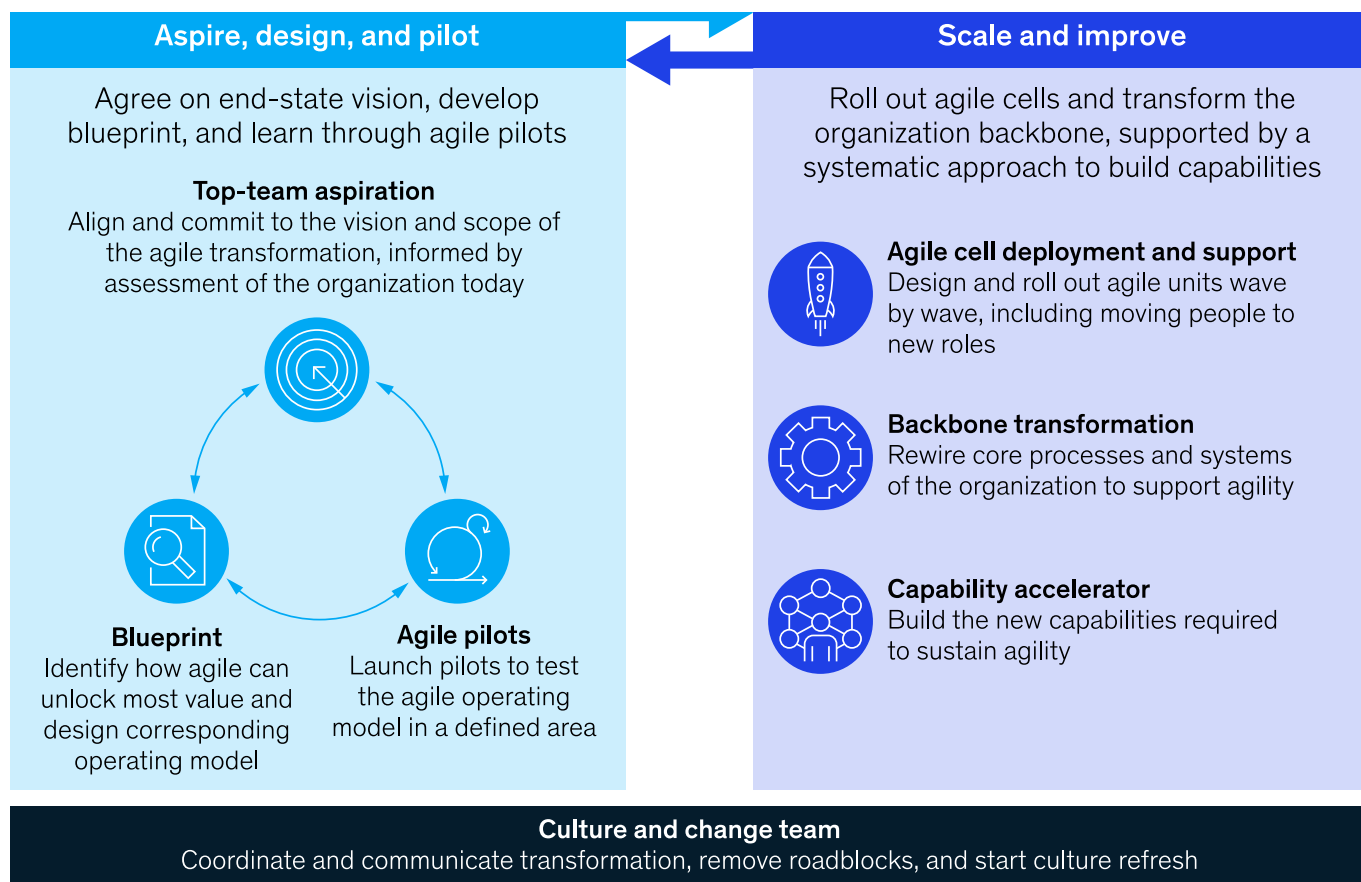 Aspire, design, and pilot
Agree on end-state vision, develop
blueprint, and learn through agile pilots
Top-team aspiration
Align and commit to the vision and scope of
the agile transformation, informed by
assessment of the organization today
Blueprint
Identify how agile can
unlock most value and
design corresponding
operating model
Agile pilots
Launch pilots to test
the agile operating
model in a defined area
Scale and improve
Roll out agile cells and transform the
organization backbone, supported by a
systematic approach to build capabilities
Agile cell deployment and support
Design and roll out agile units wave
by wave, including moving people to
new roles
Backbone transformation
Rewire core processes and systems
of the organization to support agility
Capability accelerator
Build the new capabilities required
to sustain agility
Culture and change team
Coordinate and communicate transformation, remove roadblocks, and start culture refresh